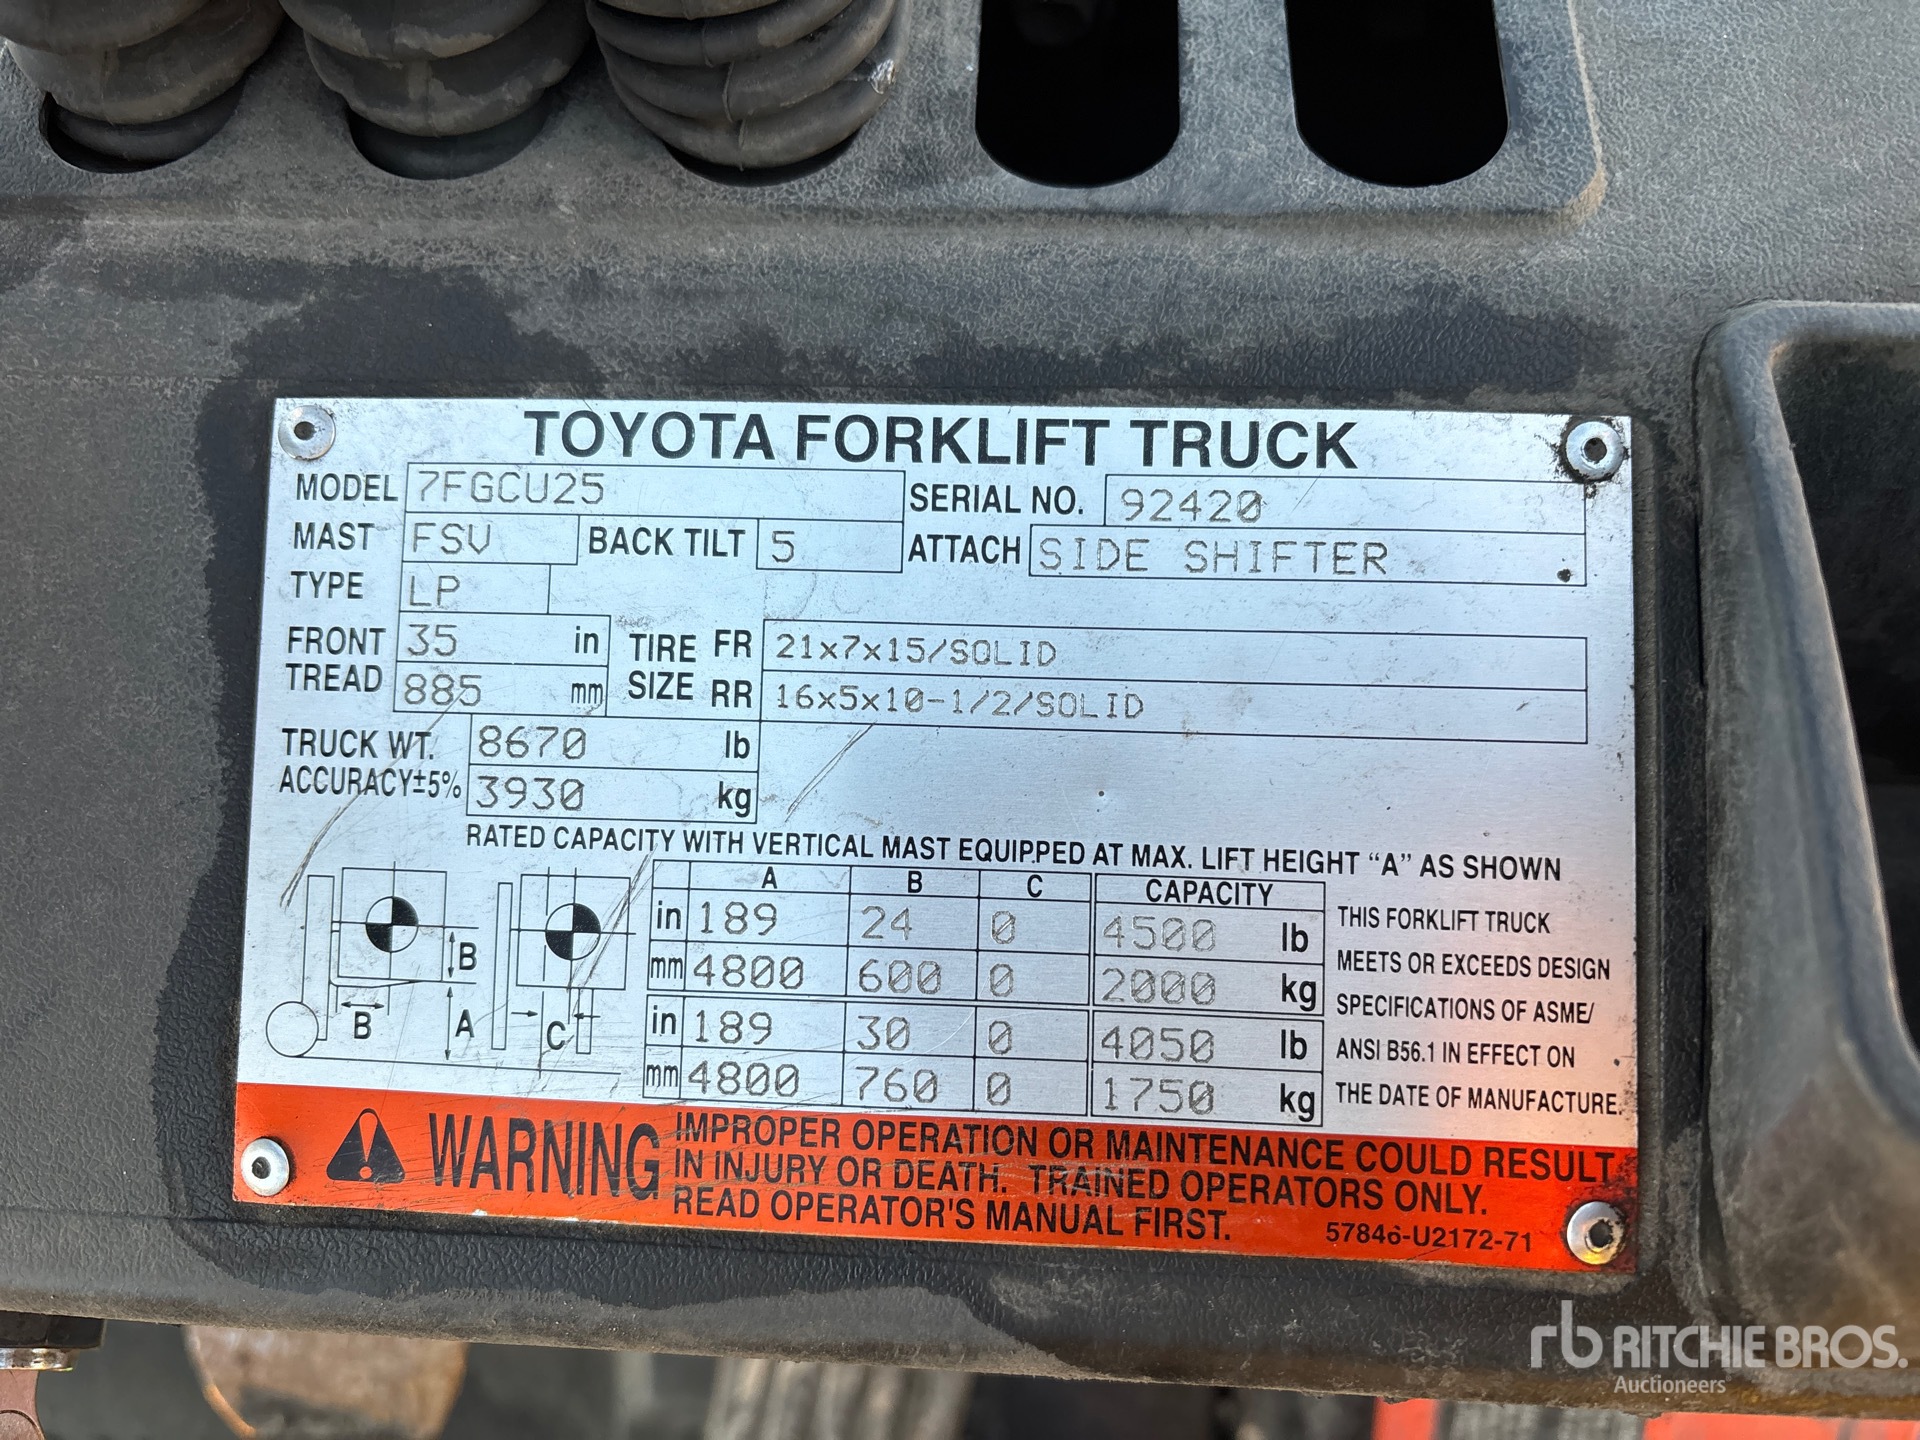 TOYOTA FORKLIFT TRUCK
MODEL 7FGCU25 SERIAL NO. 92420
MAST FSV BACK TILT 5 ATTACH SIDE SHIFTER
TYPE LP
FRONT TREAD 35 in TIRE SIZE FR 21x7x15/SOLID
885 mm RR 16x5x10-1/2/SOLID
TRUCK WT. 8670 lb
ACCURACY±5% 3930 kg
RATED CAPACITY WITH VERTICAL MAST EQUIPPED AT MAX. LIFT HEIGHT “A” AS SHOWN
A B C CAPACITY
in 189 24 0 4500 lb
mm 4800 600 0 2000 kg
in 189 30 0 4050 lb
mm 4800 760 0 1750 kg
B
B A C
THIS FORKLIFT TRUCK
MEETS OR EXCEEDS DESIGN
SPECIFICATIONS OF ASME/
ANSI B56.1 IN EFFECT ON
THE DATE OF MANUFACTURE.
WARNING
IMPROPER OPERATION OR MAINTENANCE COULD RESULT
IN INJURY OR DEATH. TRAINED OPERATORS ONLY.
READ OPERATOR'S MANUAL FIRST.
57846-U2172-71
rb RITCHIE BROS.
Auctioneers